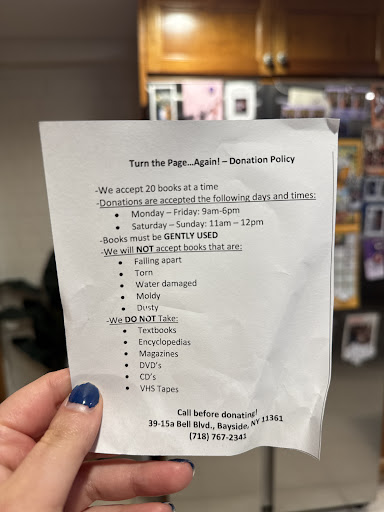 Turn the Page...Again! – Donation Policy
-We accept 20 books at a time
-Donations are accepted the following days and times:
• Monday – Friday: 9am-6pm
• Saturday – Sunday: 11am – 12pm
-Books must be GENTLY USED
-We will NOT accept books that are:
• Falling apart
• Torn
• Water damaged
• Moldy
• Dusty
-We DO NOT Take:
• Textbooks
• Encyclopedias
• Magazines
• DVD's
• CD's
• VHS Tapes
Call before donating!
39-15a Bell Blvd., Bayside, NY 11361
(718) 767-2341